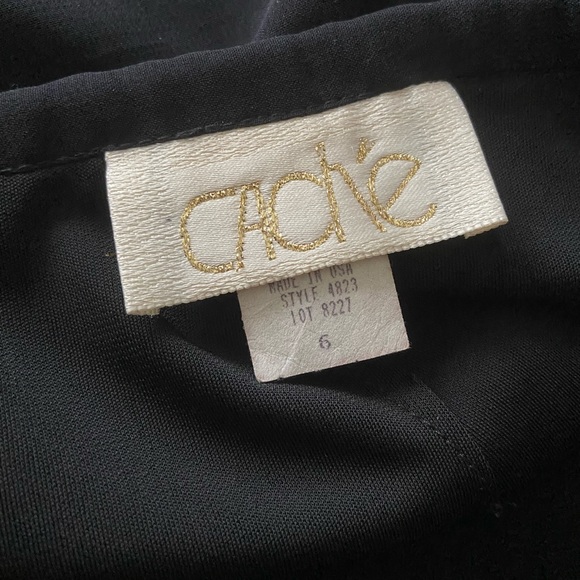 CAché
MADE IN USA
STYLE 4823
LOT 8227
6